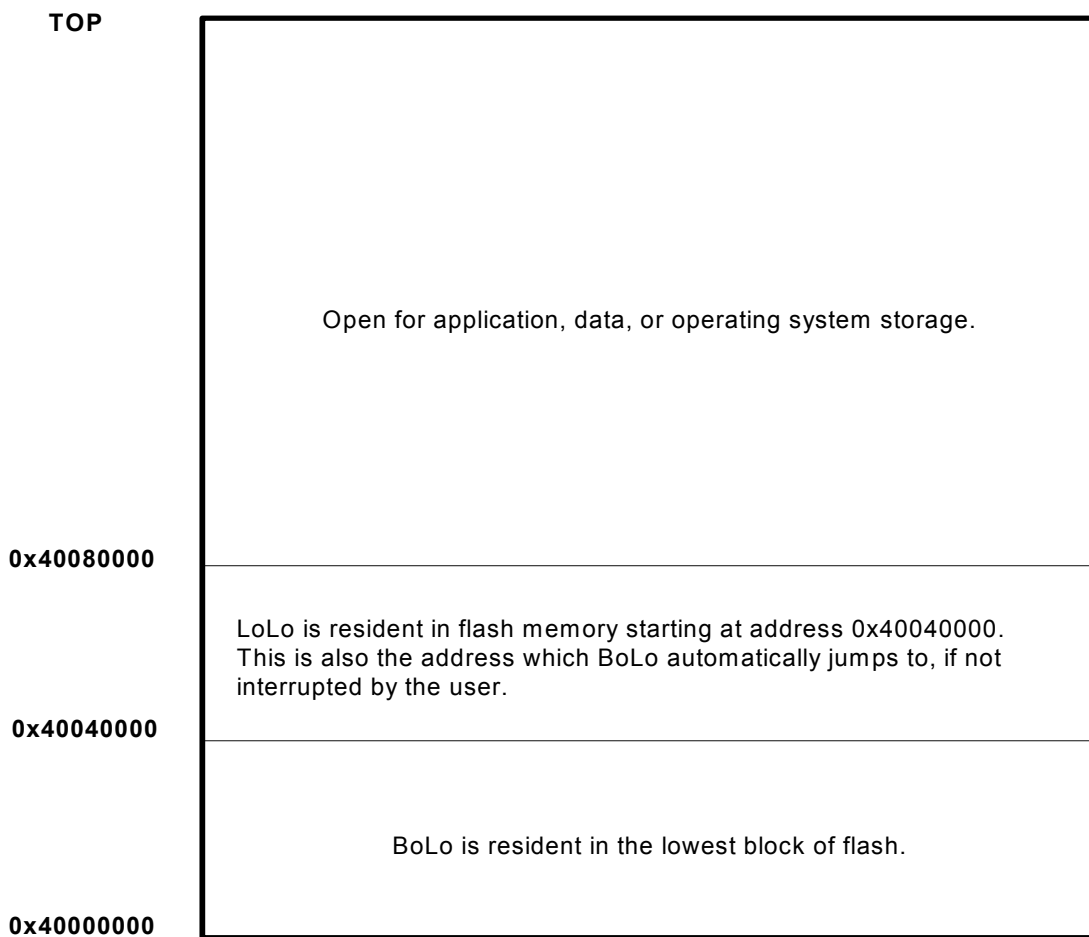 TOP
Open for application, data, or operating system storage.
0x40080000
LoLo is resident in flash memory starting at address 0x40040000.
This is also the address which BoLo automatically jumps to, if not
interrupted by the user.
0x40040000
BoLo is resident in the lowest block of flash.
0x40000000